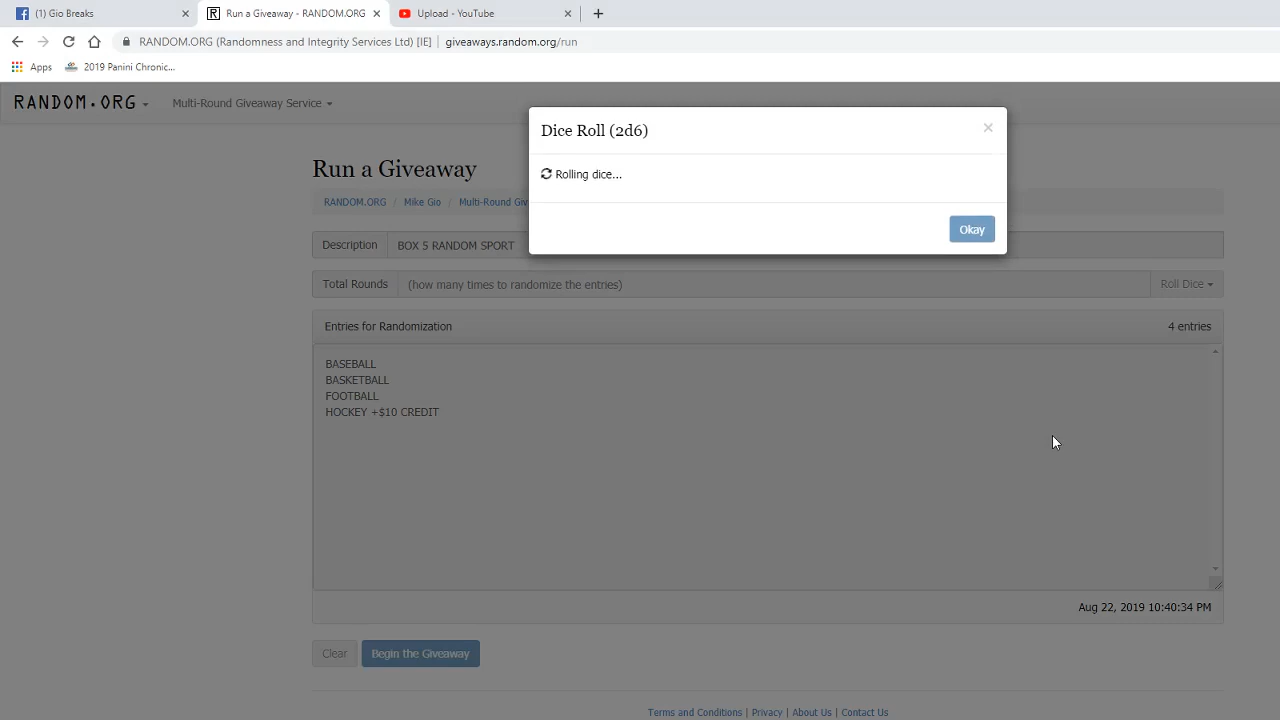 (1) Gio Breaks
Run a Giveaway - RANDOM.ORG
Upload - YouTube
RANDOM.ORG (Randomness and Integrity Services Ltd) [IE] | giveaways.random.org/run
Apps 2019 Panini Chronic...
RANDOM.ORG Multi-Round Giveaway Service
Dice Roll (2d6)
Rolling dice...
Okay
Run a Giveaway
RANDOM.ORG / Mike Gio / Multi-Round Giv
Description BOX 5 RANDOM SPORT
Total Rounds (how many times to randomize the entries) Roll Dice
Entries for Randomization 4 entries
BASEBALL
BASKETBALL
FOOTBALL
HOCKEY +$10 CREDIT
Aug 22, 2019 10:40:34 PM
Clear Begin the Giveaway
Terms and Conditions | Privacy | About Us | Contact Us